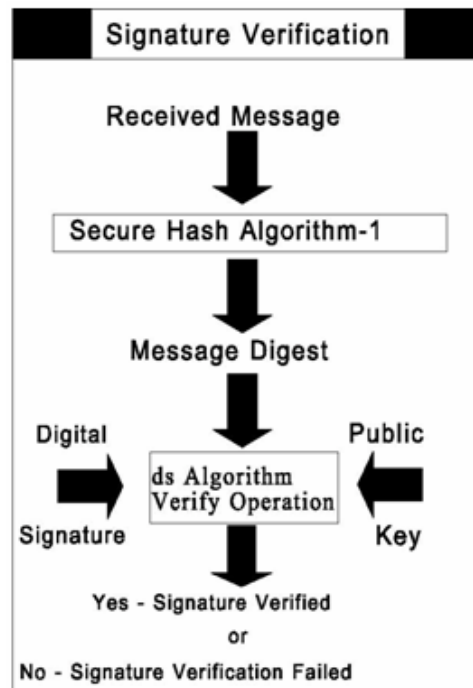 Signature Verification
Received Message
Secure Hash Algorithm-1
Message Digest
Digital
Signature
Public
Key
ds Algorithm
Verify Operation
Yes - Signature Verified
or
No - Signature Verification Failed